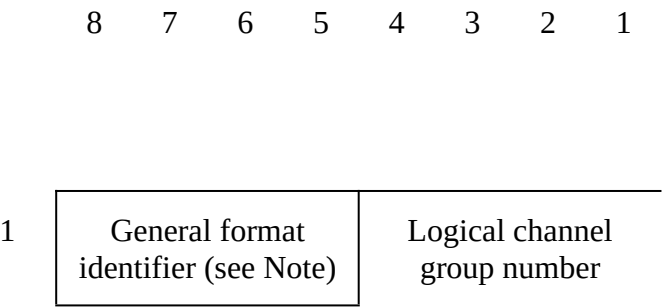 8 7 6 5 4 3 2 1
1 General format Logical channel
identifier (see Note) group number